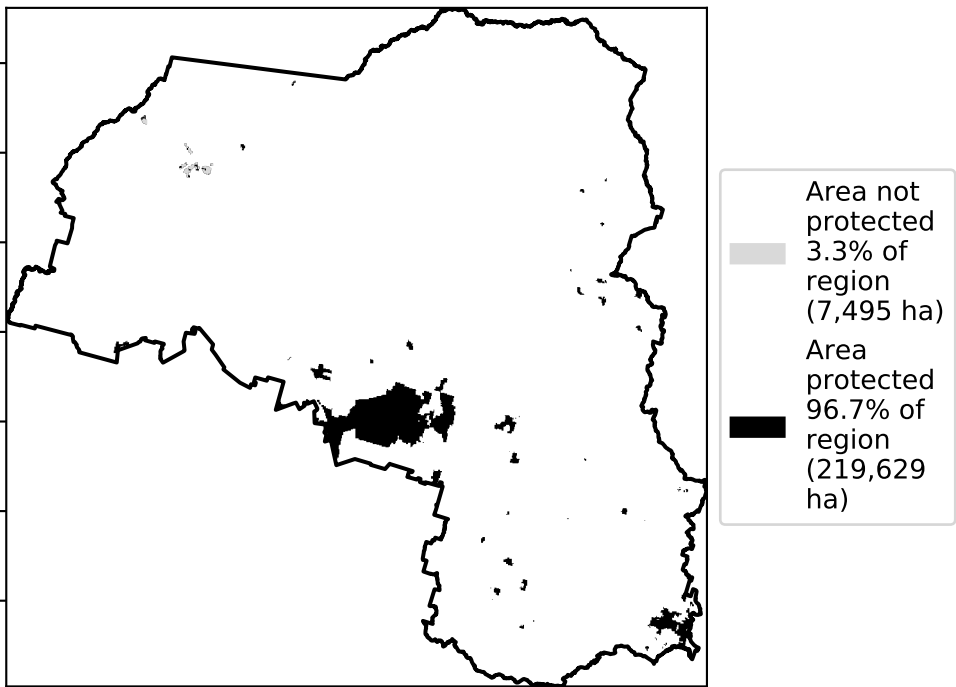 Area not
protected
3.3% of
region
(7,495 ha)
Area
protected
96.7% of
region
(219,629
ha)